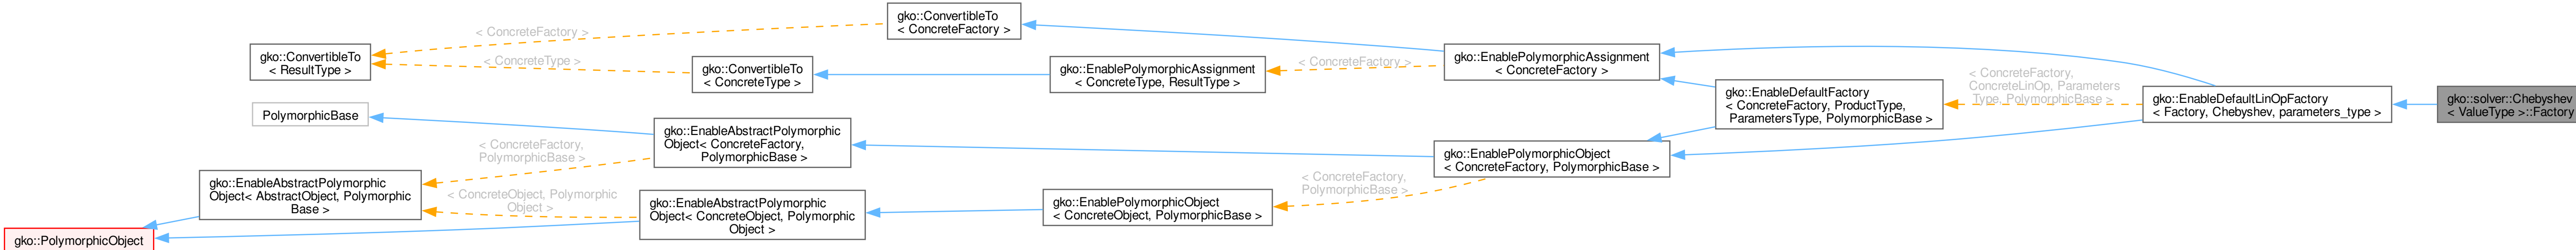 gko::ConvertibleTo
< ConcreteFactory >
< ConcreteFactory >
gko::ConvertibleTo
< ResultType >
< ConcreteType >
gko::ConvertibleTo
< ConcreteType >
gko::EnablePolymorphicAssignment
< ConcreteType, ResultType >
< ConcreteFactory >
gko::EnablePolymorphicAssignment
< ConcreteFactory >
gko::EnableDefaultFactory
< ConcreteFactory, ProductType,
ParametersType, PolymorphicBase >
< ConcreteFactory,
ConcreteLinOp, Parameters
Type, PolymorphicBase >
gko::EnableDefaultLinOpFactory
< Factory, Chebyshev, parameters_type >
gko::solver::Chebyshev
< ValueType >::Factory
PolymorphicBase
gko::EnableAbstractPolymorphic
Object< ConcreteFactory,
PolymorphicBase >
< ConcreteFactory,
PolymorphicBase >
gko::EnablePolymorphicObject
< ConcreteFactory, PolymorphicBase >
gko::EnableAbstractPolymorphic
Object< AbstractObject, Polymorphic
Base >
< ConcreteObject, Polymorphic
Object >
gko::EnableAbstractPolymorphic
Object< ConcreteObject, Polymorphic
Object >
gko::EnablePolymorphicObject
< ConcreteObject, PolymorphicBase >
< ConcreteFactory,
PolymorphicBase >
gko::PolymorphicObject